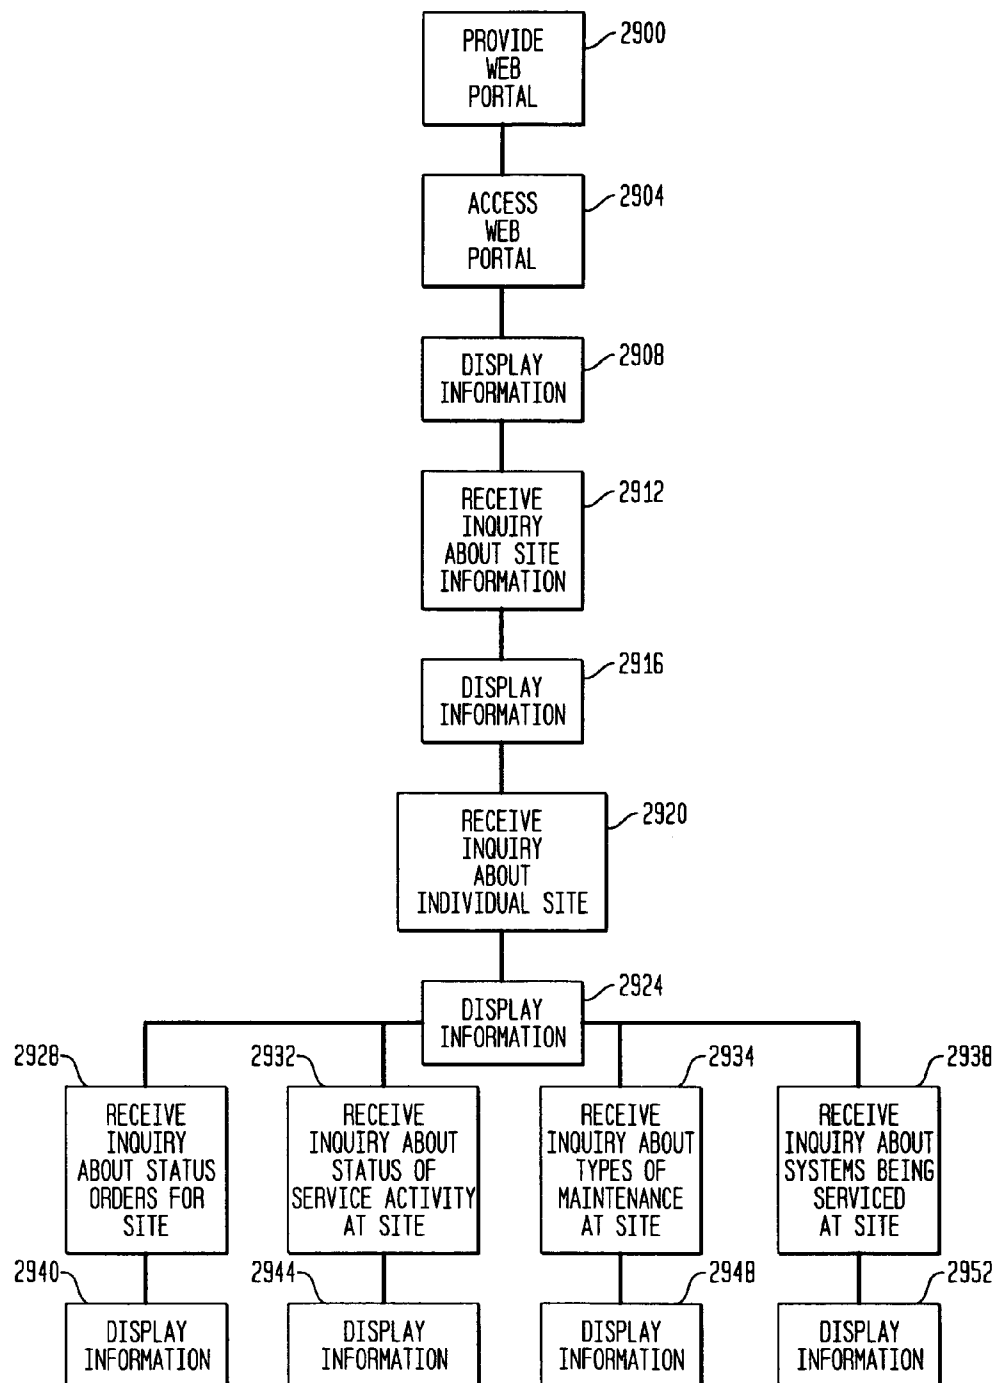 2900
PROVIDE
WEB
PORTAL
2904
ACCESS
WEB
PORTAL
2908
DISPLAY
INFORMATION
2912
RECEIVE
INQUIRY
ABOUT SITE
INFORMATION
2916
DISPLAY
INFORMATION
2920
RECEIVE
INQUIRY
ABOUT
INDIVIDUAL SITE
2924
DISPLAY
INFORMATION
2928
RECEIVE
INQUIRY
ABOUT STATUS
ORDERS FOR
SITE
2932
RECEIVE
INQUIRY ABOUT
STATUS OF
SERVICE ACTIVITY
AT SITE
2934
RECEIVE
INQUIRY ABOUT
TYPES OF
MAINTENANCE
AT SITE
2938
RECEIVE
INQUIRY ABOUT
SYSTEMS BEING
SERVICED
AT SITE
2940
DISPLAY
INFORMATION
2944
DISPLAY
INFORMATION
2948
DISPLAY
INFORMATION
2952
DISPLAY
INFORMATION